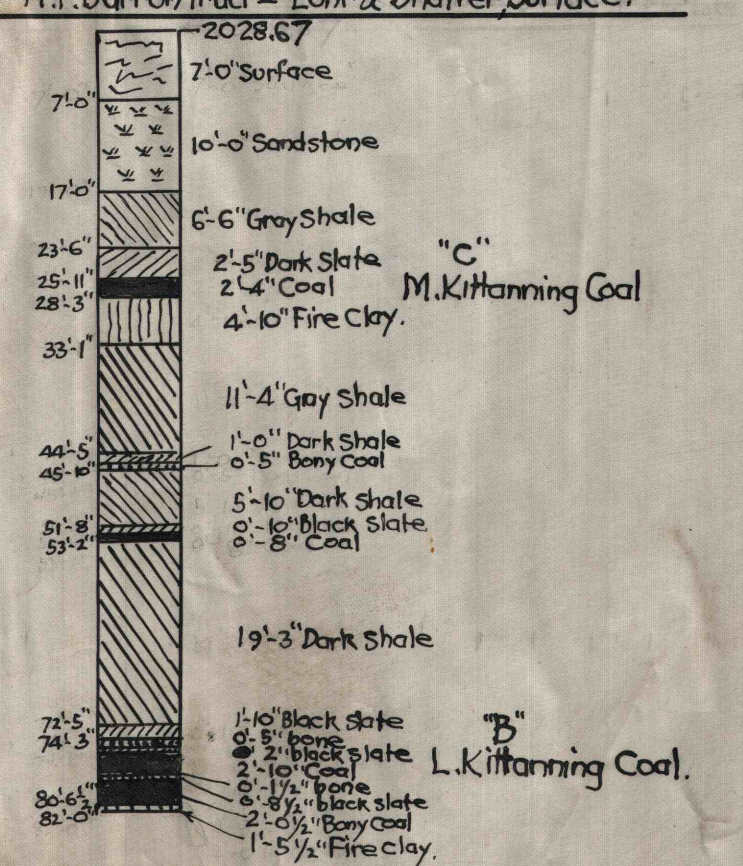 2028.67
7'-0" Surface
7'-0"
10'-0" Sandstone
17'-0"
6'-6" Gray Shale
23'-6"
2'-5" Dark Slate
"C"
25'-11"
2'-4" Coal
M. Kittanning Coal
28'-3"
4'-10" Fire Clay.
33'-1"
11'-4" Gray Shale
44'-5"
1'-0" Dark Shale
45'-10"
0'-5" Bony Coal
5'-10" Dark Shale
51'-8"
0'-10" Black Slate
53'-2"
0'-8" Coal
19'-3" Dark Shale
72'-5"
1'-10" Black Slate
"B"
74'-3"
0'-5" bone
2" black slate
L. Kittanning Coal.
2'-10" Coal
0'-1½" bone
80'-6½"
0'-8½" black slate
82'-0"
2'-0½" Bony Coal
1'-5½" Fire Clay.